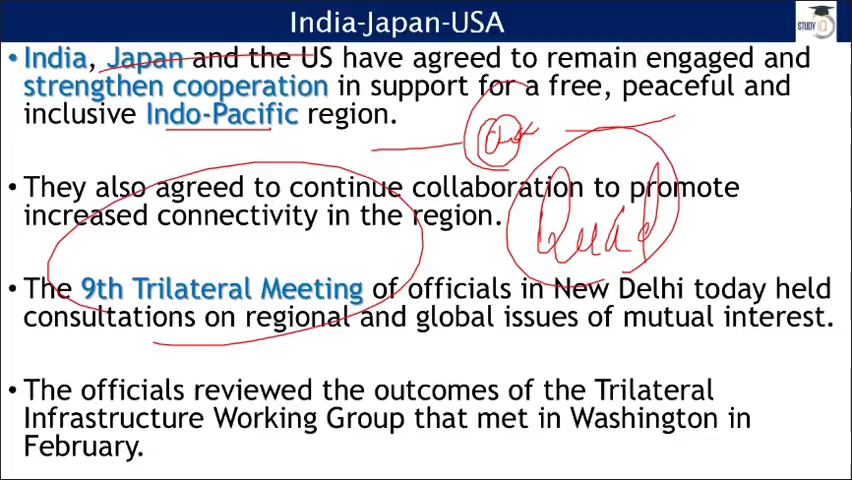 India-Japan-USA
STUDY IQ
• India, Japan and the US have agreed to remain engaged and
strengthen cooperation in support for a free, peaceful and
inclusive Indo-Pacific region.
• They also agreed to continue collaboration to promote
increased connectivity in the region.
Quad
• The 9th Trilateral Meeting of officials in New Delhi today held
consultations on regional and global issues of mutual interest.
• The officials reviewed the outcomes of the Trilateral
Infrastructure Working Group that met in Washington in
February.